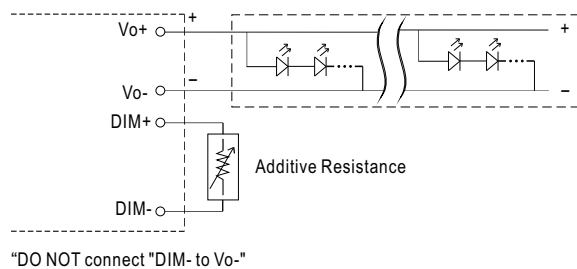 Vo+
+
+
−
Vo-
−
DIM+
Additive Resistance
DIM-
“DO NOT connect "DIM- to Vo-"